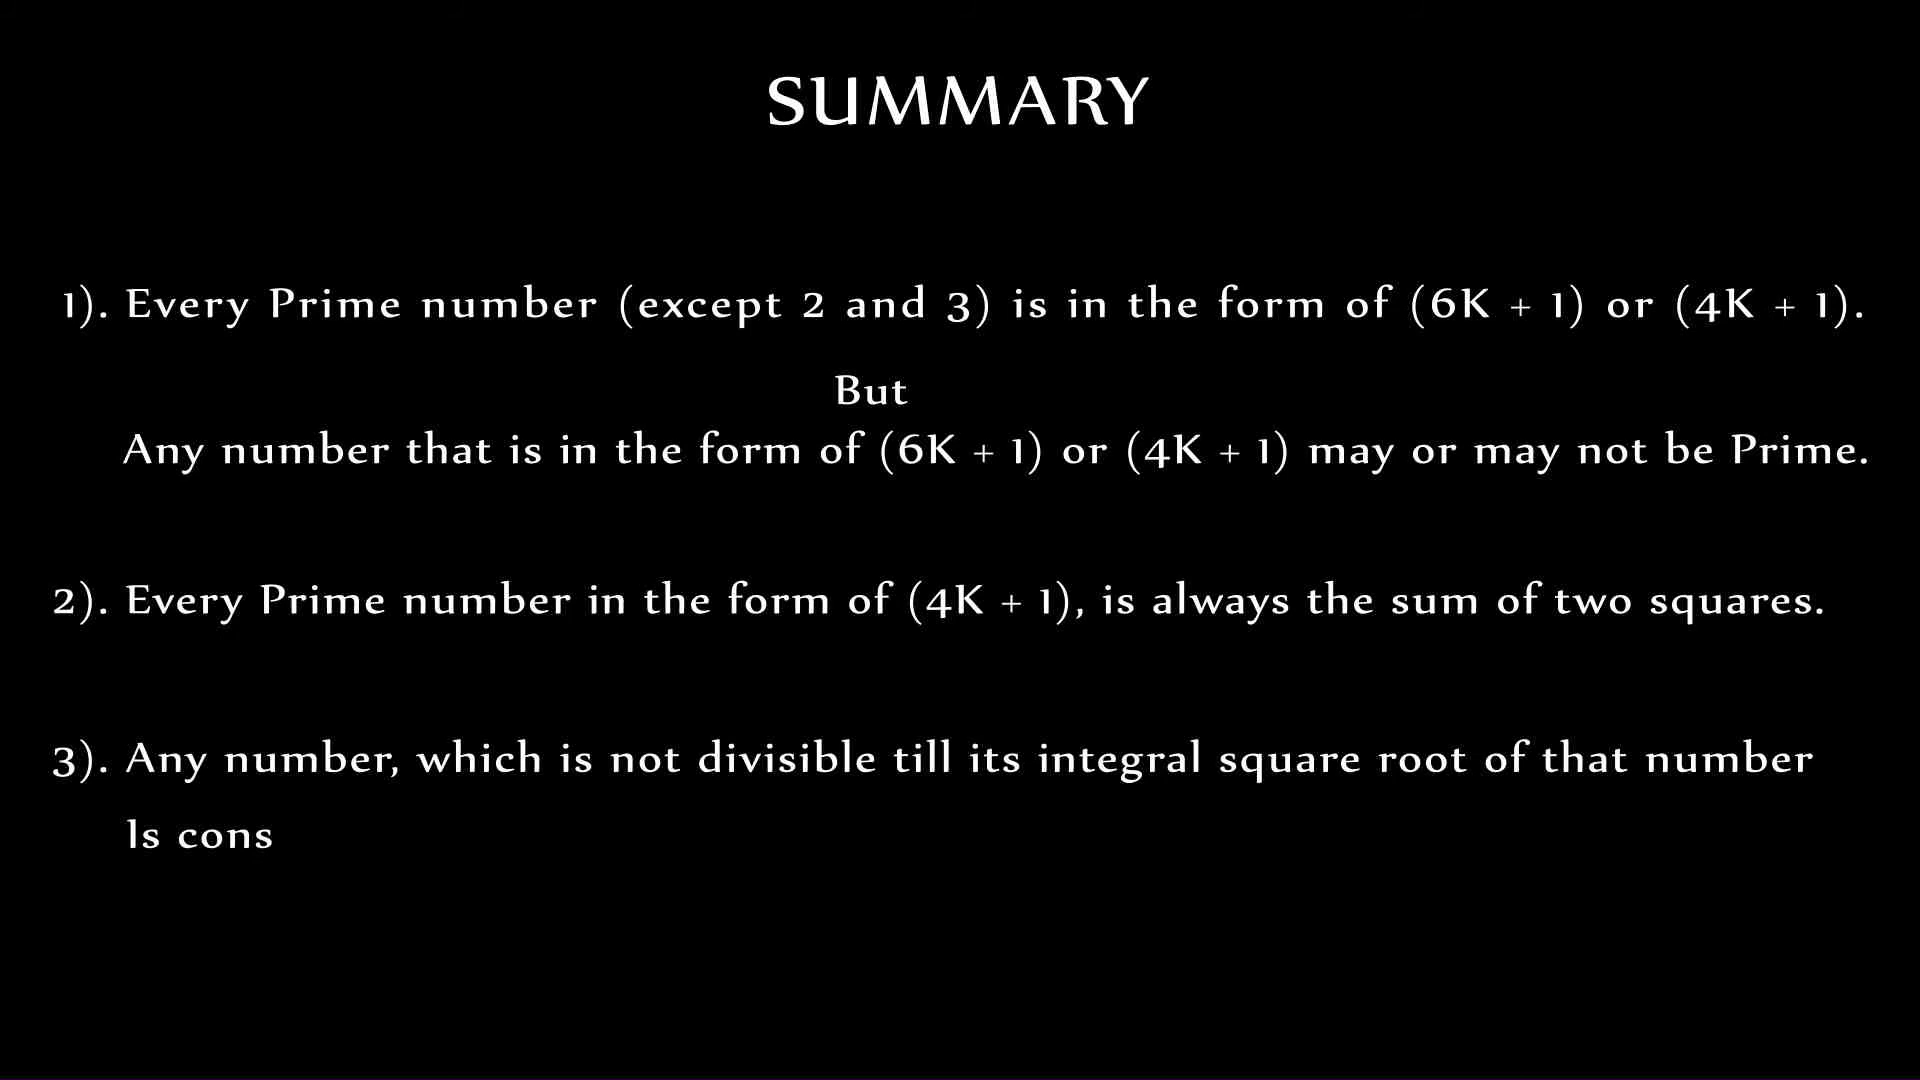 SUMMARY
1). Every Prime number (except 2 and 3) is in the form of (6K + 1) or (4K + 1).
But
Any number that is in the form of (6K + 1) or (4K + 1) may or may not be Prime.
2). Every Prime number in the form of (4K + 1), is always the sum of two squares.
3). Any number, which is not divisible till its integral square root of that number
Is cons